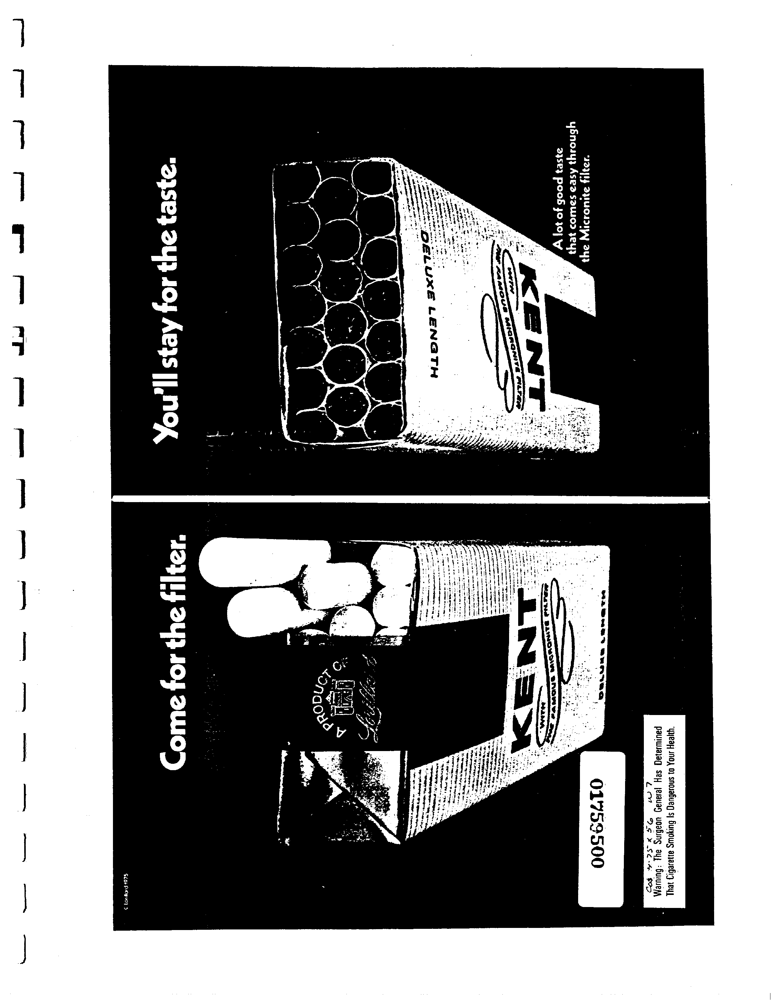 Come for the filter.
A PRODUCT OF
Lorillard
KENT
WITH
THE FAMOUS MICRONITE FILTER
DELUXE LENGTH
01759500
Warning: The Surgeon General Has Determined
That Cigarette Smoking Is Dangerous to Your Health.
© Lorillard 1975
You'll stay for the taste.
DELUXE LENGTH
KENT
WITH
THE FAMOUS MICRONITE FILTER
A lot of good taste
that comes easy through
the Micronite filter.